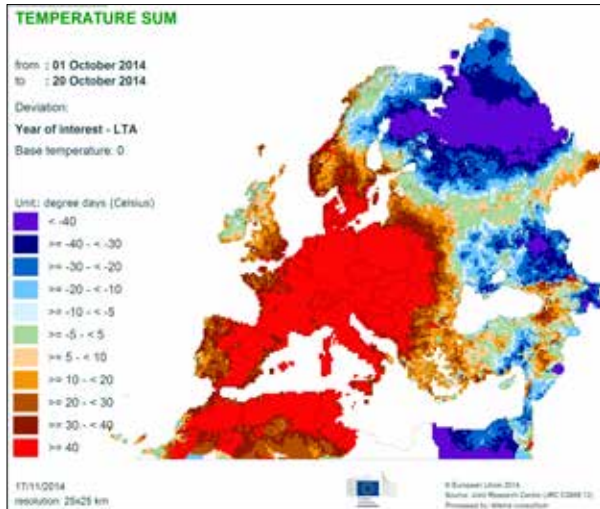 TEMPERATURE SUM
from : 01 October 2014
to : 20 October 2014
Deviation:
Year of interest - LTA
Base temperature: 0
Unit: degree days (Celsius)
< -40
>= -40 - < -30
>= -30 - < -20
>= -20 - < -10
>= -10 - < -5
>= -5 - < 5
>= 5 - < 10
>= 10 - < 20
>= 20 - < 30
>= 30 - < 40
>= 40
17/11/2014
resolution: 25x25 km
© European Union 2014
Source: Joint Research Centre
Processed by